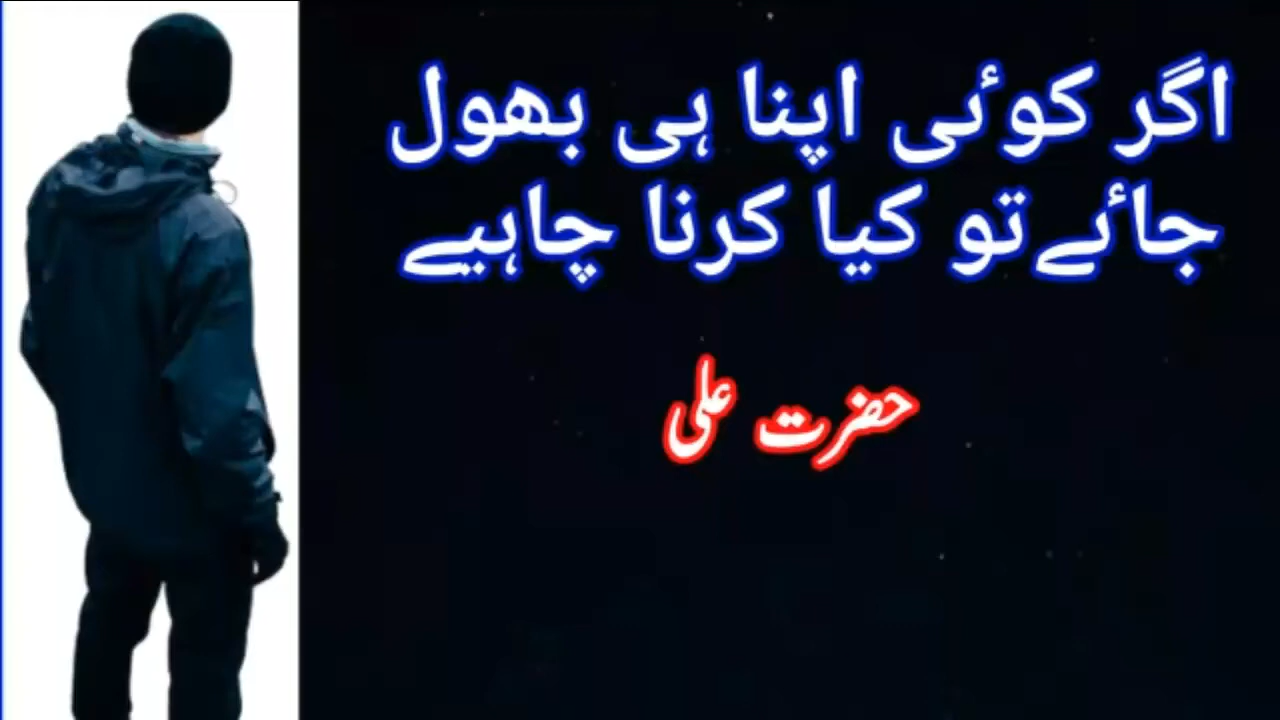 اگر کوئی اپنا ہی بھول
جائے تو کیا کرنا چاہیے
حضرت علی